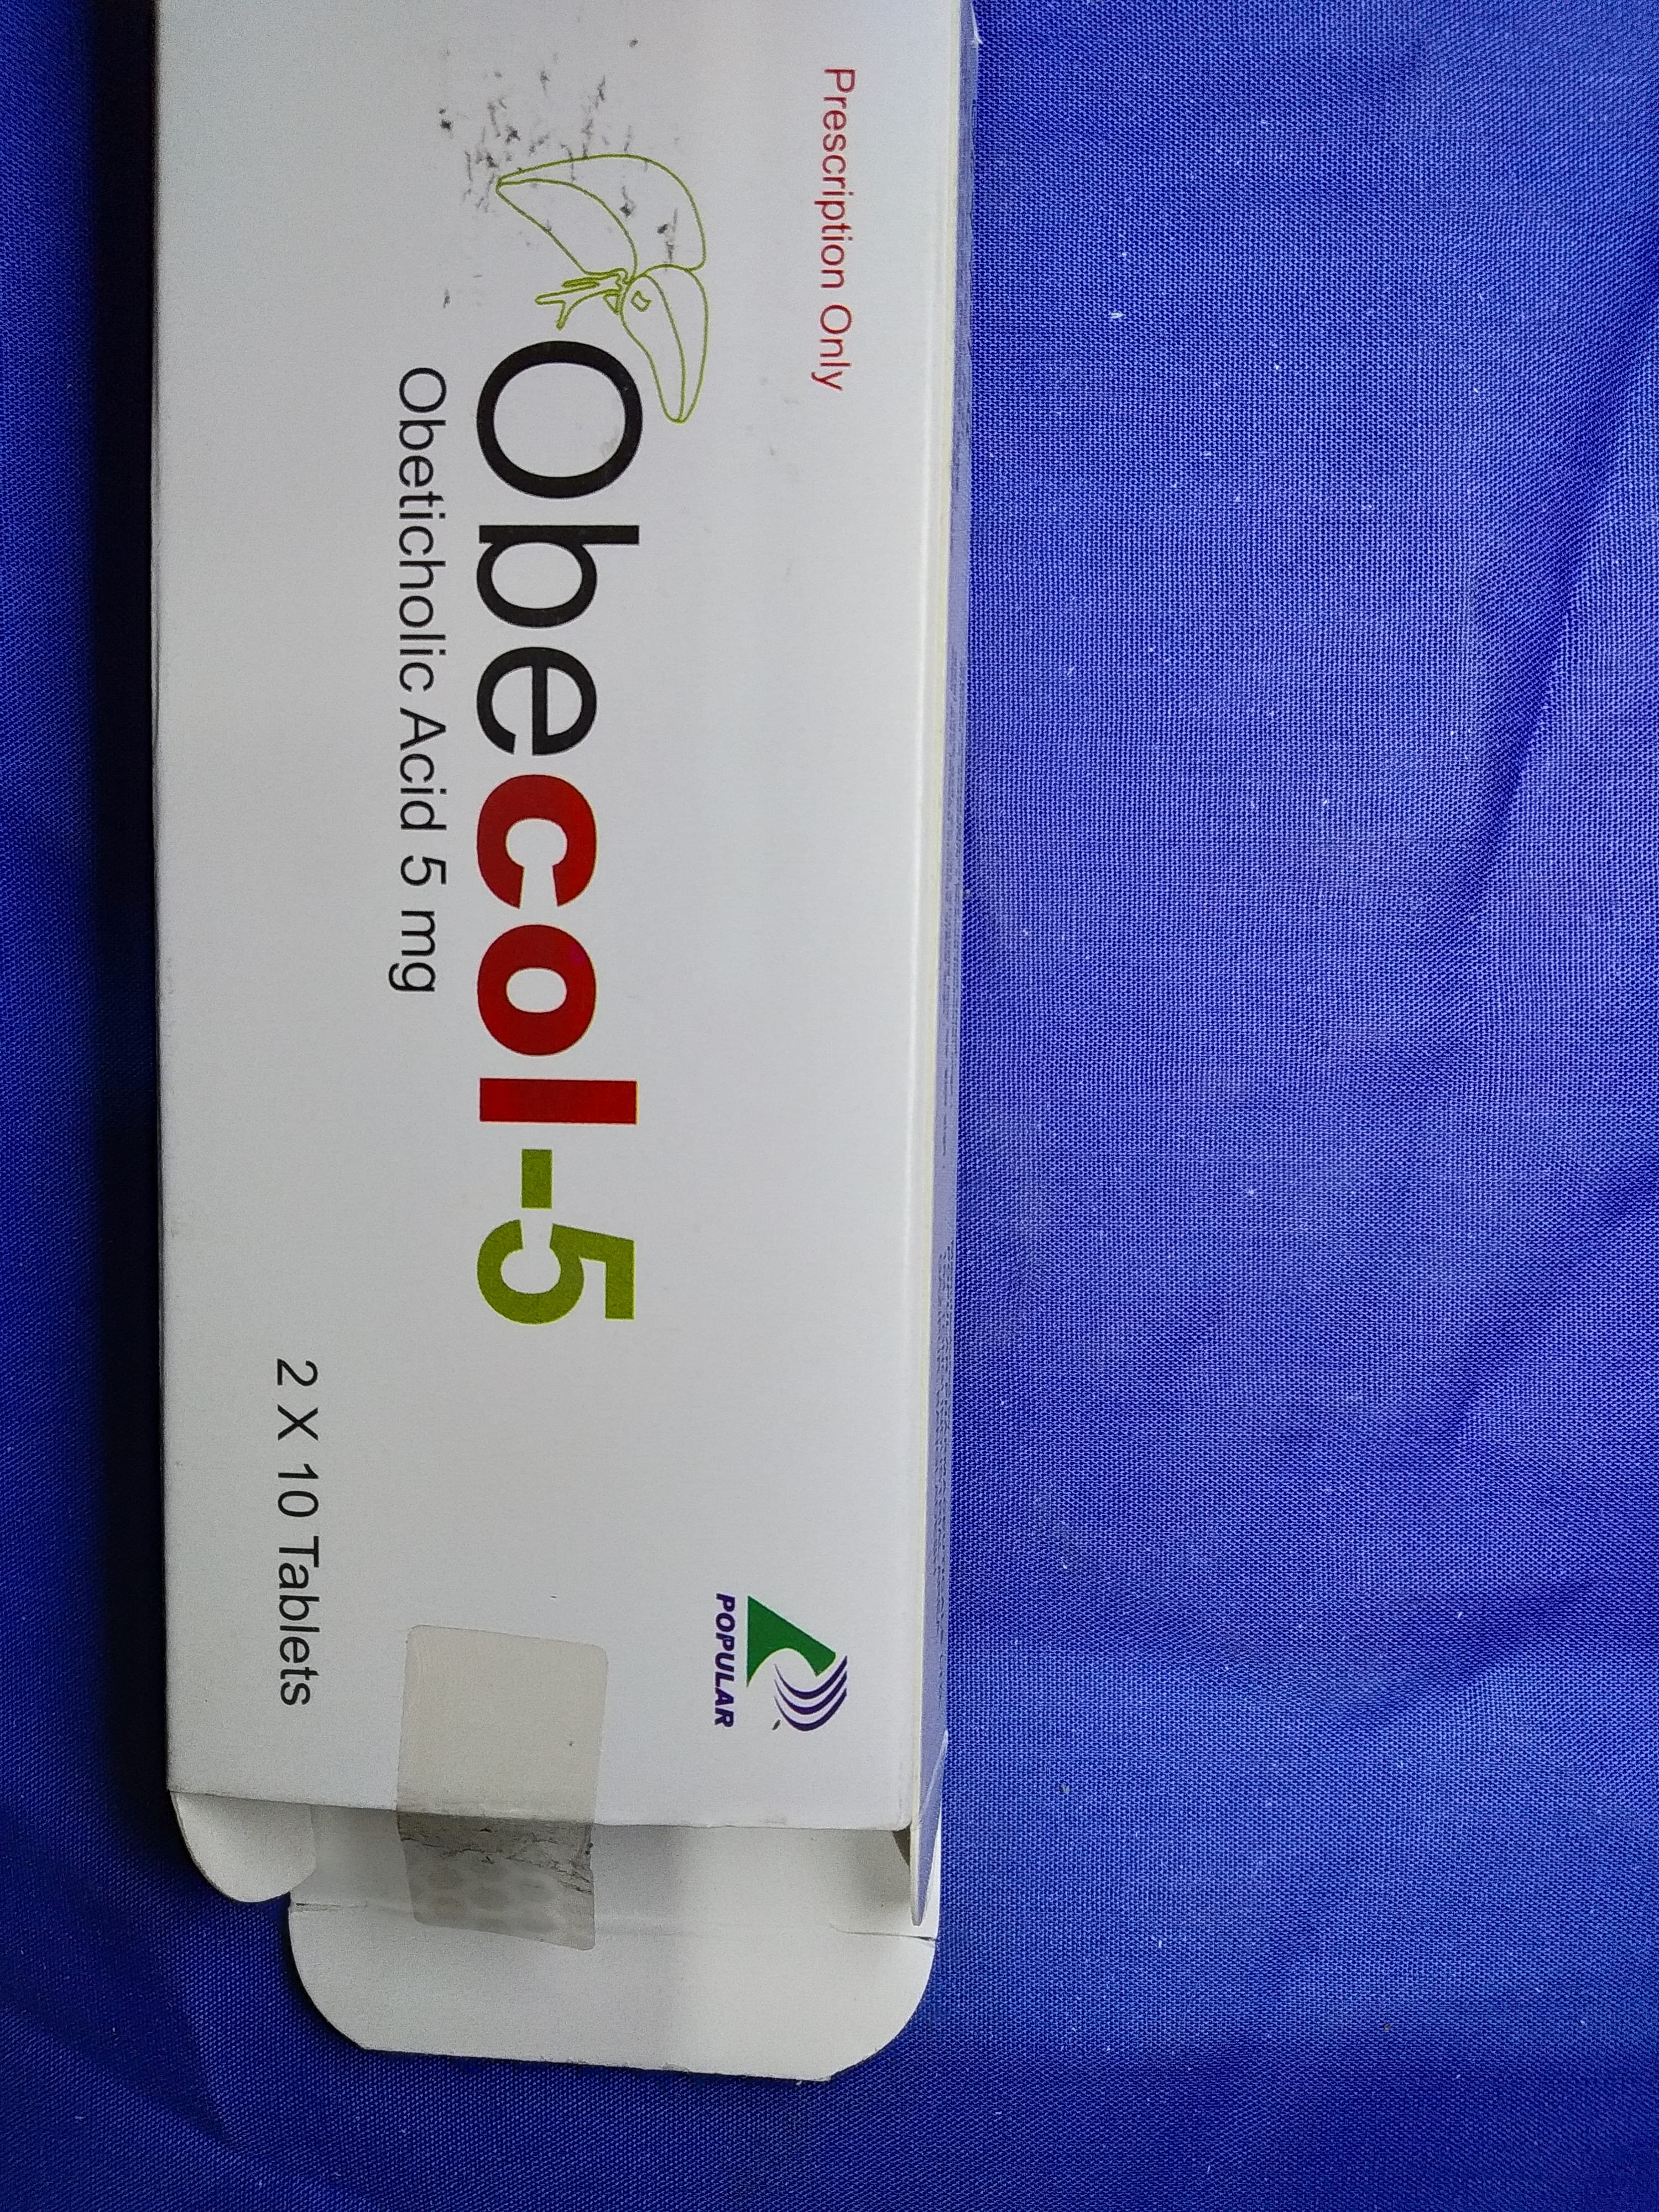 Prescription Only
POPULAR
Obecol-5
Obeticholic Acid 5 mg
2 X 10 Tablets